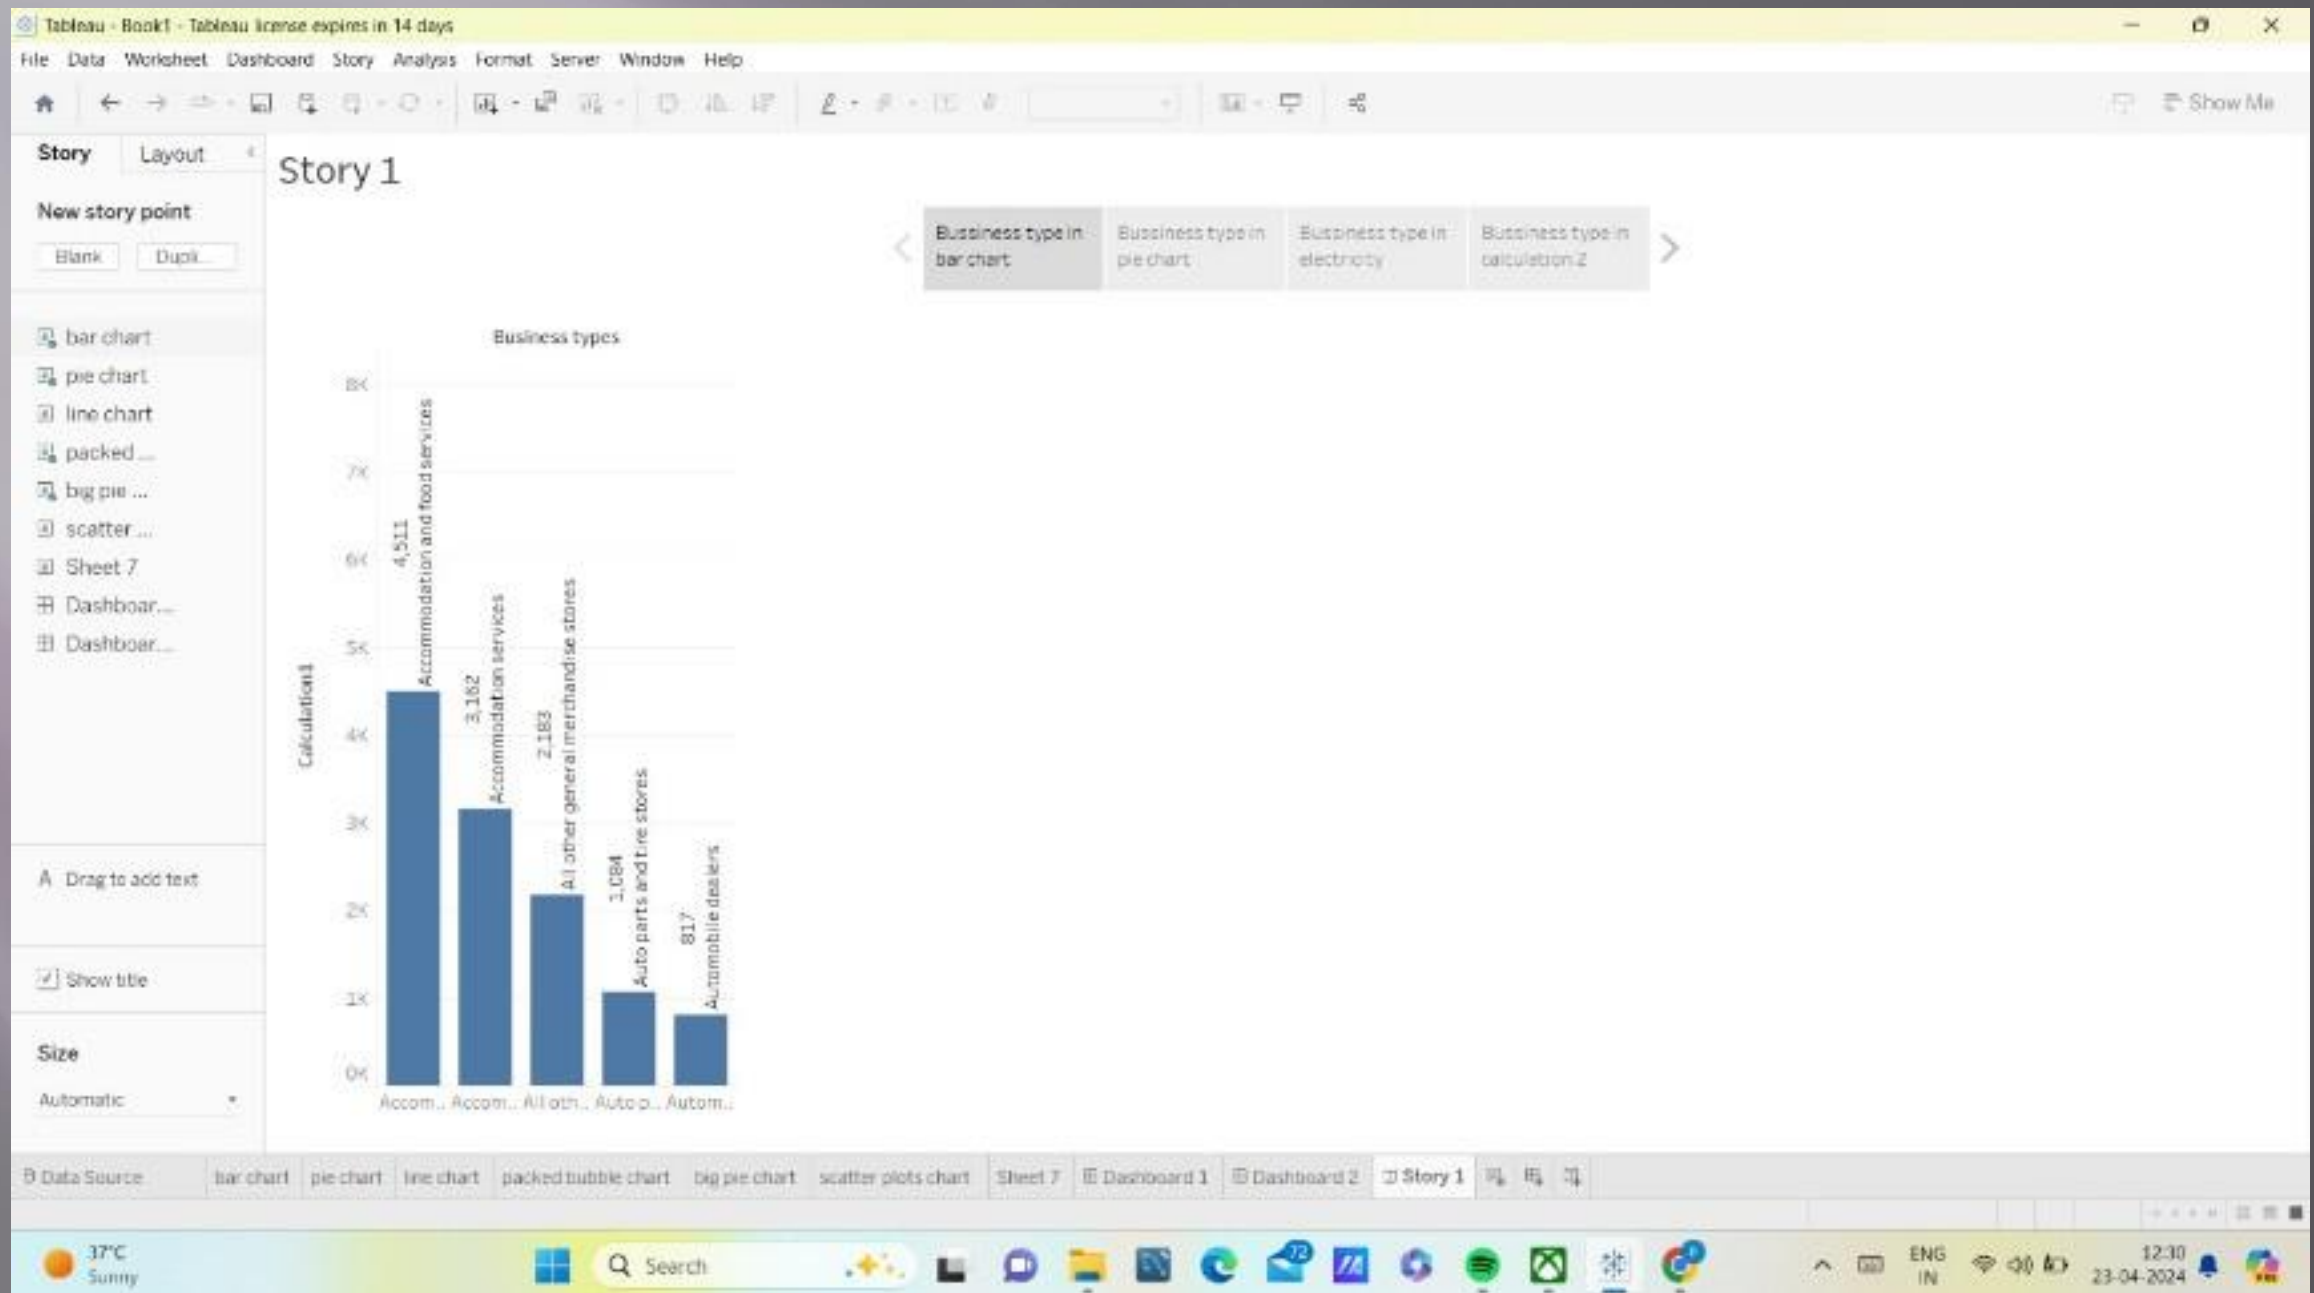 Tableau - Book1 - Tableau license expires in 14 days
File Data Worksheet Dashboard Story Analysis Format Server Window Help
Show Me
Story Layout
Story 1
New story point
Blank Dupli...
Bussiness type in
bar chart
Bussiness type in
pie chart
Bussiness type in
electricity
Bussiness type in
calculation 2
bar chart
pie chart
line chart
packed ...
big pie ...
scatter ...
Sheet 7
Dashboar...
Dashboar...
A Drag to add text
Show title
Size
Automatic
Business types
Calculation1
8K
7K
6K
5K
4K
3K
2K
1K
0K
4,511
Accommodation and food services
3,162
Accommodation services
2,183
All other general merchandise stores
1,084
Auto parts and tire stores
817
Automobile dealers
Accom.. Accom.. All oth.. Auto p.. Autom..
Data Source bar chart pie chart line chart packed bubble chart big pie chart scatter plots chart Sheet 7 Dashboard 1 Dashboard 2 Story 1
37°C
Sunny
Search
72
ENG
IN
12:30
23-04-2024